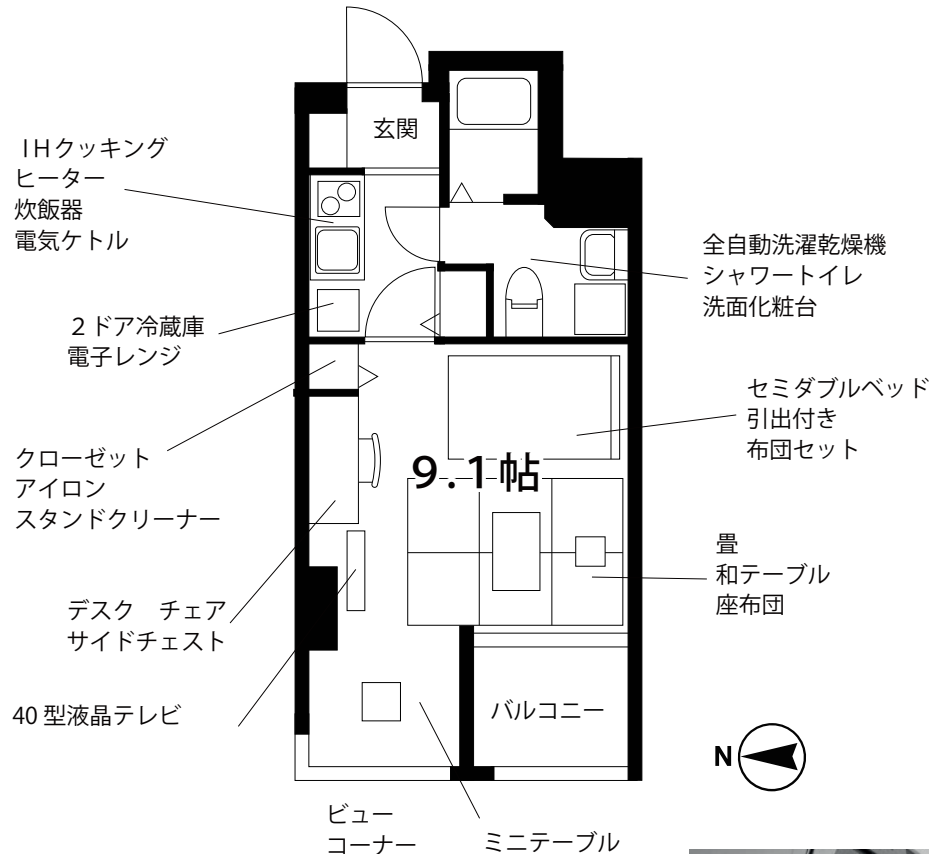 玄関
IHクッキング
ヒーター
炊飯器
電気ケトル
全自動洗濯乾燥機
シャワートイレ
洗面化粧台
２ドア冷蔵庫
電子レンジ
セミダブルベッド
引出付き
布団セット
クローゼット
アイロン
スタンドクリーナー
9.1帖
畳
和テーブル
座布団
デスク　チェア
サイドチェスト
40型液晶テレビ
バルコニー
N
ビュー
コーナー
ミニテーブル